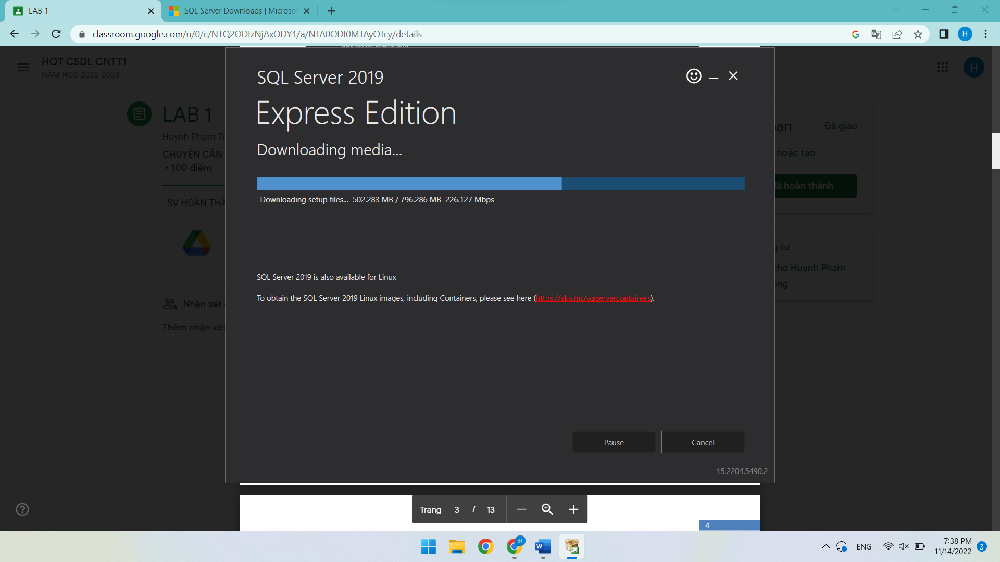 LAB 1
SQL Server Downloads | Microsof
classroom.google.com/u/0/c/NTQ2ODIzNjAxODY1/a/NTA0ODI0MTAyOTcy/details
H
HQT CSDL CNTT1
NĂM HỌC 2022-2023
H
LAB 1
Huynh Phạm Tr
CHUYÊN CẦN
• 100 điểm
- SV HOÀN THÀ
Nhận xét
Thêm nhận xét
SQL Server 2019
Express Edition
Downloading media...
Downloading setup files... 502.283 MB / 796.286 MB 226.127 Mbps
SQL Server 2019 is also available for Linux
To obtain the SQL Server 2019 Linux images, including Containers, please see here (https://aka.ms/sqlservercontainers).
Pause
Cancel
15.2204.5490.2
Đã giao
hoặc tạo
hoàn thành
tư
cho Huynh Phạm
Trang 3 / 13
4
H
W
ENG
7:38 PM
11/14/2022
3